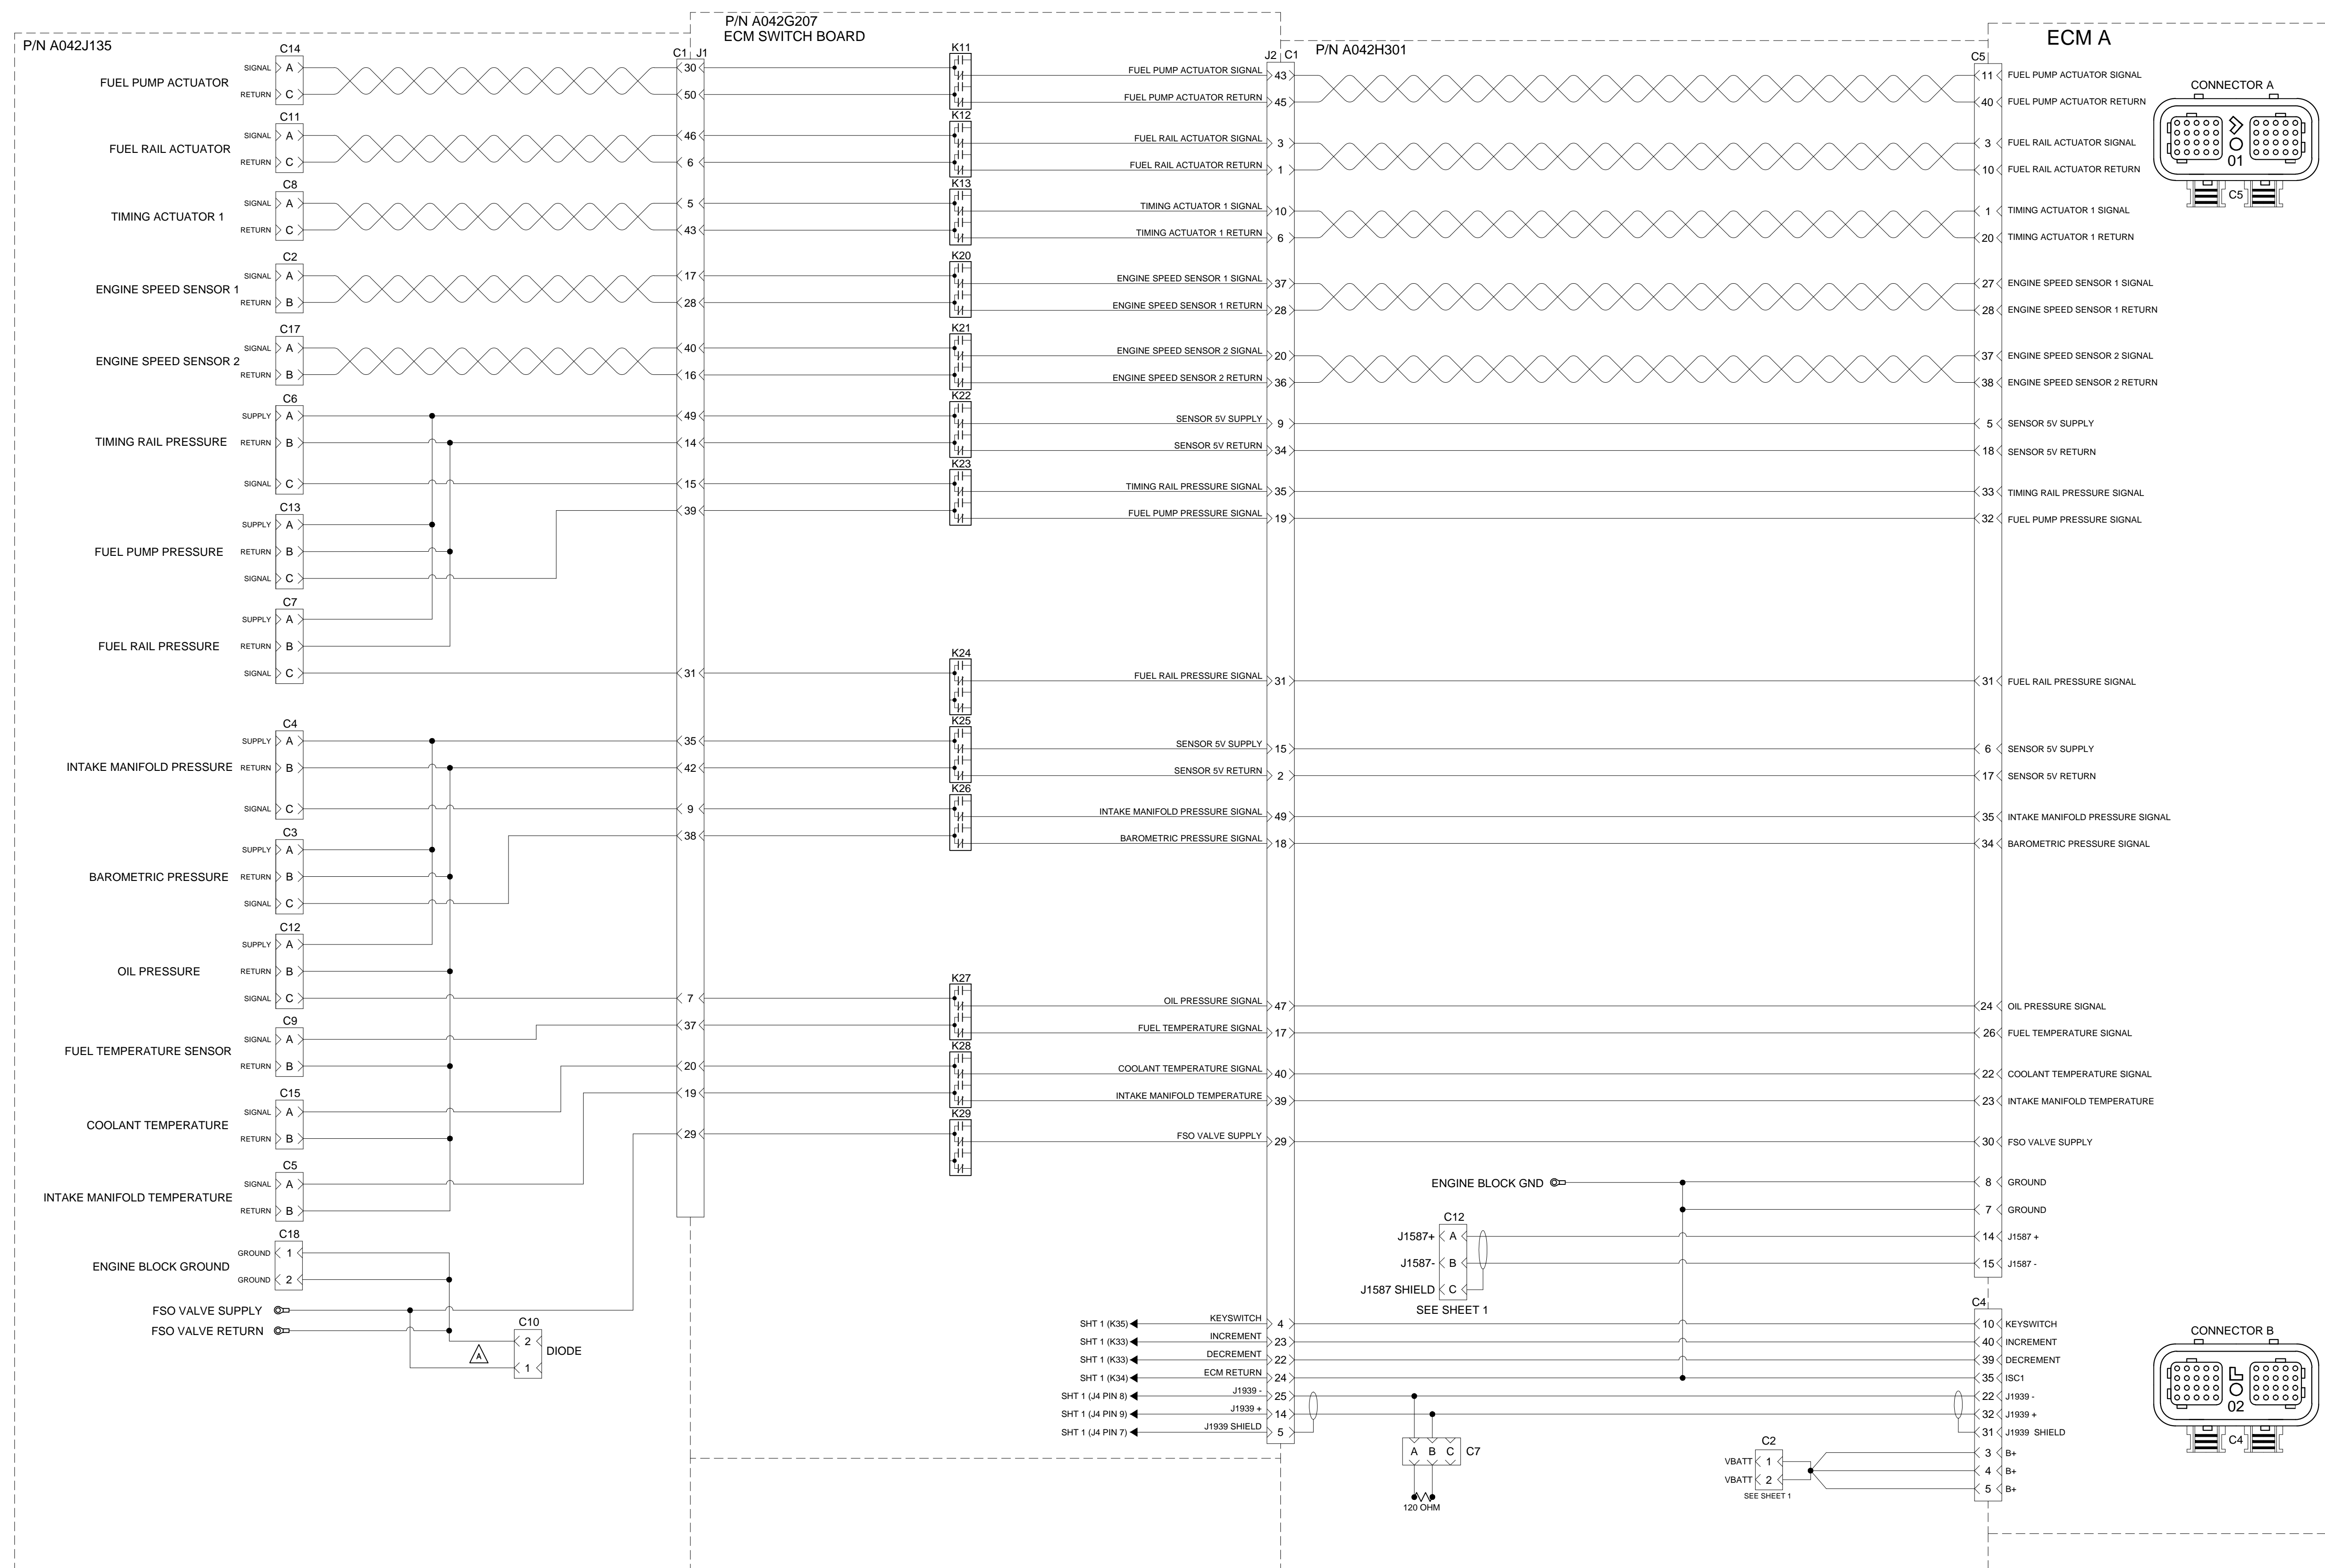 P/N A042J135
P/N A042G207
ECM SWITCH BOARD
P/N A042H301
ECM A
C1 J1
J2 C1
C5
C14
FUEL PUMP ACTUATOR
SIGNAL A 30 K11 FUEL PUMP ACTUATOR SIGNAL 43 11 FUEL PUMP ACTUATOR SIGNAL
RETURN C 50 FUEL PUMP ACTUATOR RETURN 45 40 FUEL PUMP ACTUATOR RETURN
C11
FUEL RAIL ACTUATOR
SIGNAL A 46 K12 FUEL RAIL ACTUATOR SIGNAL 3 3 FUEL RAIL ACTUATOR SIGNAL
RETURN C 6 FUEL RAIL ACTUATOR RETURN 1 10 FUEL RAIL ACTUATOR RETURN
C8
TIMING ACTUATOR 1
SIGNAL A 5 K13 TIMING ACTUATOR 1 SIGNAL 10 1 TIMING ACTUATOR 1 SIGNAL
RETURN C 43 TIMING ACTUATOR 1 RETURN 6 20 TIMING ACTUATOR 1 RETURN
C2
ENGINE SPEED SENSOR 1
SIGNAL A 17 K20 ENGINE SPEED SENSOR 1 SIGNAL 37 27 ENGINE SPEED SENSOR 1 SIGNAL
RETURN B 28 ENGINE SPEED SENSOR 1 RETURN 28 28 ENGINE SPEED SENSOR 1 RETURN
C17
ENGINE SPEED SENSOR 2
SIGNAL A 40 K21 ENGINE SPEED SENSOR 2 SIGNAL 20 37 ENGINE SPEED SENSOR 2 SIGNAL
RETURN B 16 ENGINE SPEED SENSOR 2 RETURN 36 38 ENGINE SPEED SENSOR 2 RETURN
C6
TIMING RAIL PRESSURE
SUPPLY A 49 K22 SENSOR 5V SUPPLY 9 5 SENSOR 5V SUPPLY
RETURN B 14 SENSOR 5V RETURN 34 18 SENSOR 5V RETURN
SIGNAL C 15 K23 TIMING RAIL PRESSURE SIGNAL 35 33 TIMING RAIL PRESSURE SIGNAL
39 FUEL PUMP PRESSURE SIGNAL 19 32 FUEL PUMP PRESSURE SIGNAL
C13
FUEL PUMP PRESSURE
SUPPLY A
RETURN B
SIGNAL C
C7
FUEL RAIL PRESSURE
SUPPLY A
RETURN B
SIGNAL C 31 K24 FUEL RAIL PRESSURE SIGNAL 31 31 FUEL RAIL PRESSURE SIGNAL
C4
INTAKE MANIFOLD PRESSURE
SUPPLY A 35 K25 SENSOR 5V SUPPLY 15 6 SENSOR 5V SUPPLY
RETURN B 42 SENSOR 5V RETURN 2 17 SENSOR 5V RETURN
SIGNAL C 9 K26 INTAKE MANIFOLD PRESSURE SIGNAL 49 35 INTAKE MANIFOLD PRESSURE SIGNAL
38 BAROMETRIC PRESSURE SIGNAL 18 34 BAROMETRIC PRESSURE SIGNAL
C3
BAROMETRIC PRESSURE
SUPPLY A
RETURN B
SIGNAL C
C12
OIL PRESSURE
SUPPLY A
RETURN B
SIGNAL C 7 K27 OIL PRESSURE SIGNAL 47 24 OIL PRESSURE SIGNAL
37 FUEL TEMPERATURE SIGNAL 17 26 FUEL TEMPERATURE SIGNAL
C9
FUEL TEMPERATURE SENSOR
SIGNAL A
RETURN B
20 K28 COOLANT TEMPERATURE SIGNAL 40 22 COOLANT TEMPERATURE SIGNAL
19 INTAKE MANIFOLD TEMPERATURE 39 23 INTAKE MANIFOLD TEMPERATURE
C15
COOLANT TEMPERATURE
SIGNAL A
RETURN B
29 K29 FSO VALVE SUPPLY 29 30 FSO VALVE SUPPLY
C5
INTAKE MANIFOLD TEMPERATURE
SIGNAL A
RETURN B
C18
ENGINE BLOCK GROUND
GROUND 1
GROUND 2
FSO VALVE SUPPLY
FSO VALVE RETURN
C10
2
1
DIODE
A
ENGINE BLOCK GND 8 GROUND
7 GROUND
C12
J1587+ A 14 J1587 +
J1587- B 15 J1587 -
J1587 SHIELD C
SEE SHEET 1
C4
SHT 1 (K35) KEYSWITCH 4 10 KEYSWITCH
SHT 1 (K33) INCREMENT 23 40 INCREMENT
SHT 1 (K33) DECREMENT 22 39 DECREMENT
SHT 1 (K34) ECM RETURN 24 35 ISC1
SHT 1 (J4 PIN 8) J1939 - 25 22 J1939 -
SHT 1 (J4 PIN 9) J1939 + 14 32 J1939 +
SHT 1 (J4 PIN 7) J1939 SHIELD 5 31 J1939 SHIELD
A B C C7
120 OHM
C2
VBATT 1
VBATT 2
SEE SHEET 1
3 B+
4 B+
5 B+
CONNECTOR A
01
C5
CONNECTOR B
02
C4